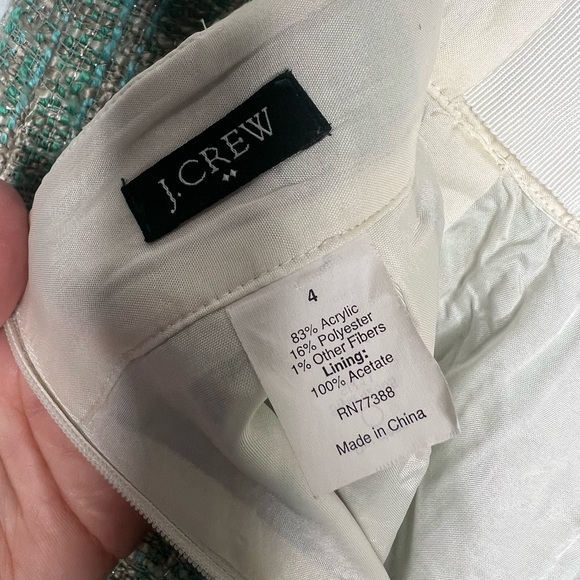 J.CREW
4
83% Acrylic
16% Polyester
1% Other Fibers
Lining:
100% Acetate
RN77388
Made in China